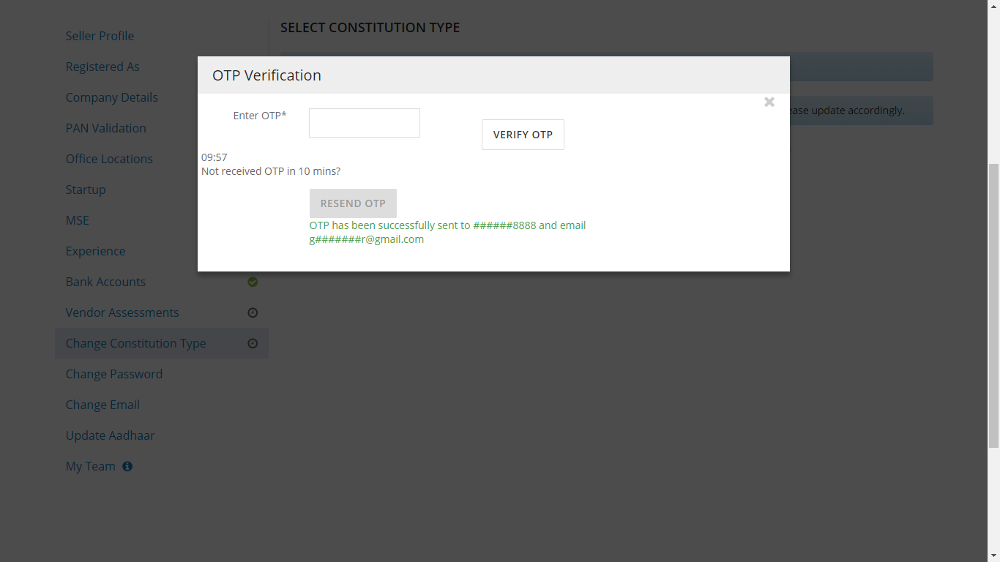 SELECT CONSTITUTION TYPE
Seller Profile
Registered As
Company Details
PAN Validation
Office Locations
Startup
MSE
Experience
Bank Accounts
Vendor Assessments
Change Constitution Type
Change Password
Change Email
Update Aadhaar
My Team
OTP Verification
Enter OTP*
VERIFY OTP
09:57
Not received OTP in 10 mins?
RESEND OTP
OTP has been successfully sent to ######8888 and email
g#######r@gmail.com
update accordingly.